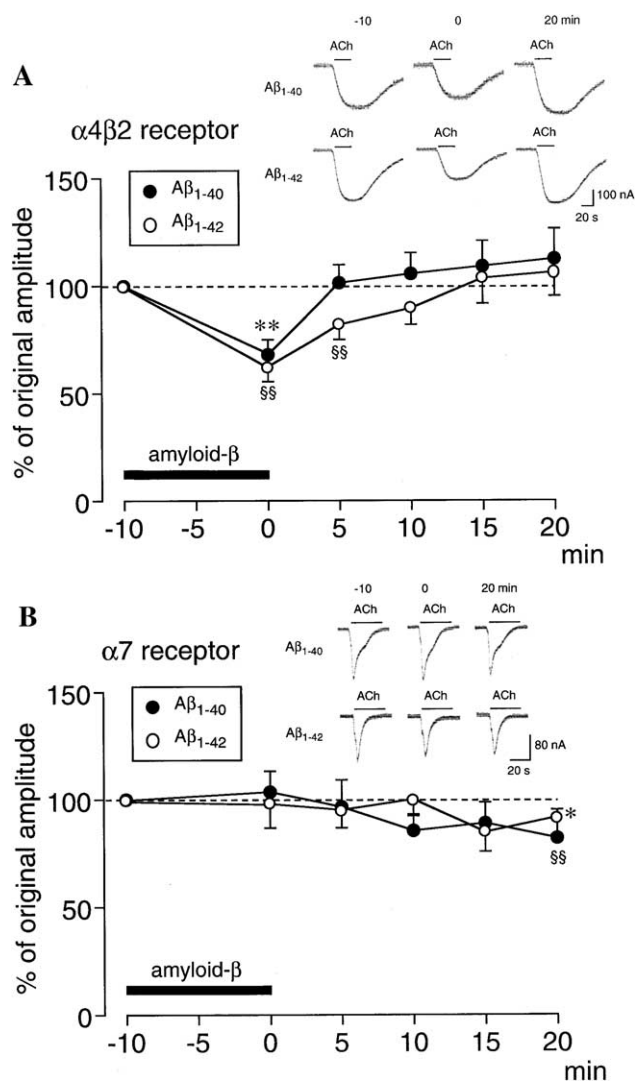 -10 0 20 min
A
ACh ACh ACh
Aβ1-40
α4β2 receptor
ACh ACh ACh
Aβ1-42
100 nA
20 s
150
Aβ1-40
Aβ1-42
100
**
§§
§§
50
amyloid-β
0
-10 -5 0 5 10 15 20
min
% of original amplitude
B
-10 0 20 min
ACh ACh ACh
α7 receptor
Aβ1-40
ACh ACh ACh
Aβ1-42
80 nA
20 s
150
Aβ1-40
Aβ1-42
100
*
§§
50
amyloid-β
0
-10 -5 0 5 10 15 20
min
% of original amplitude